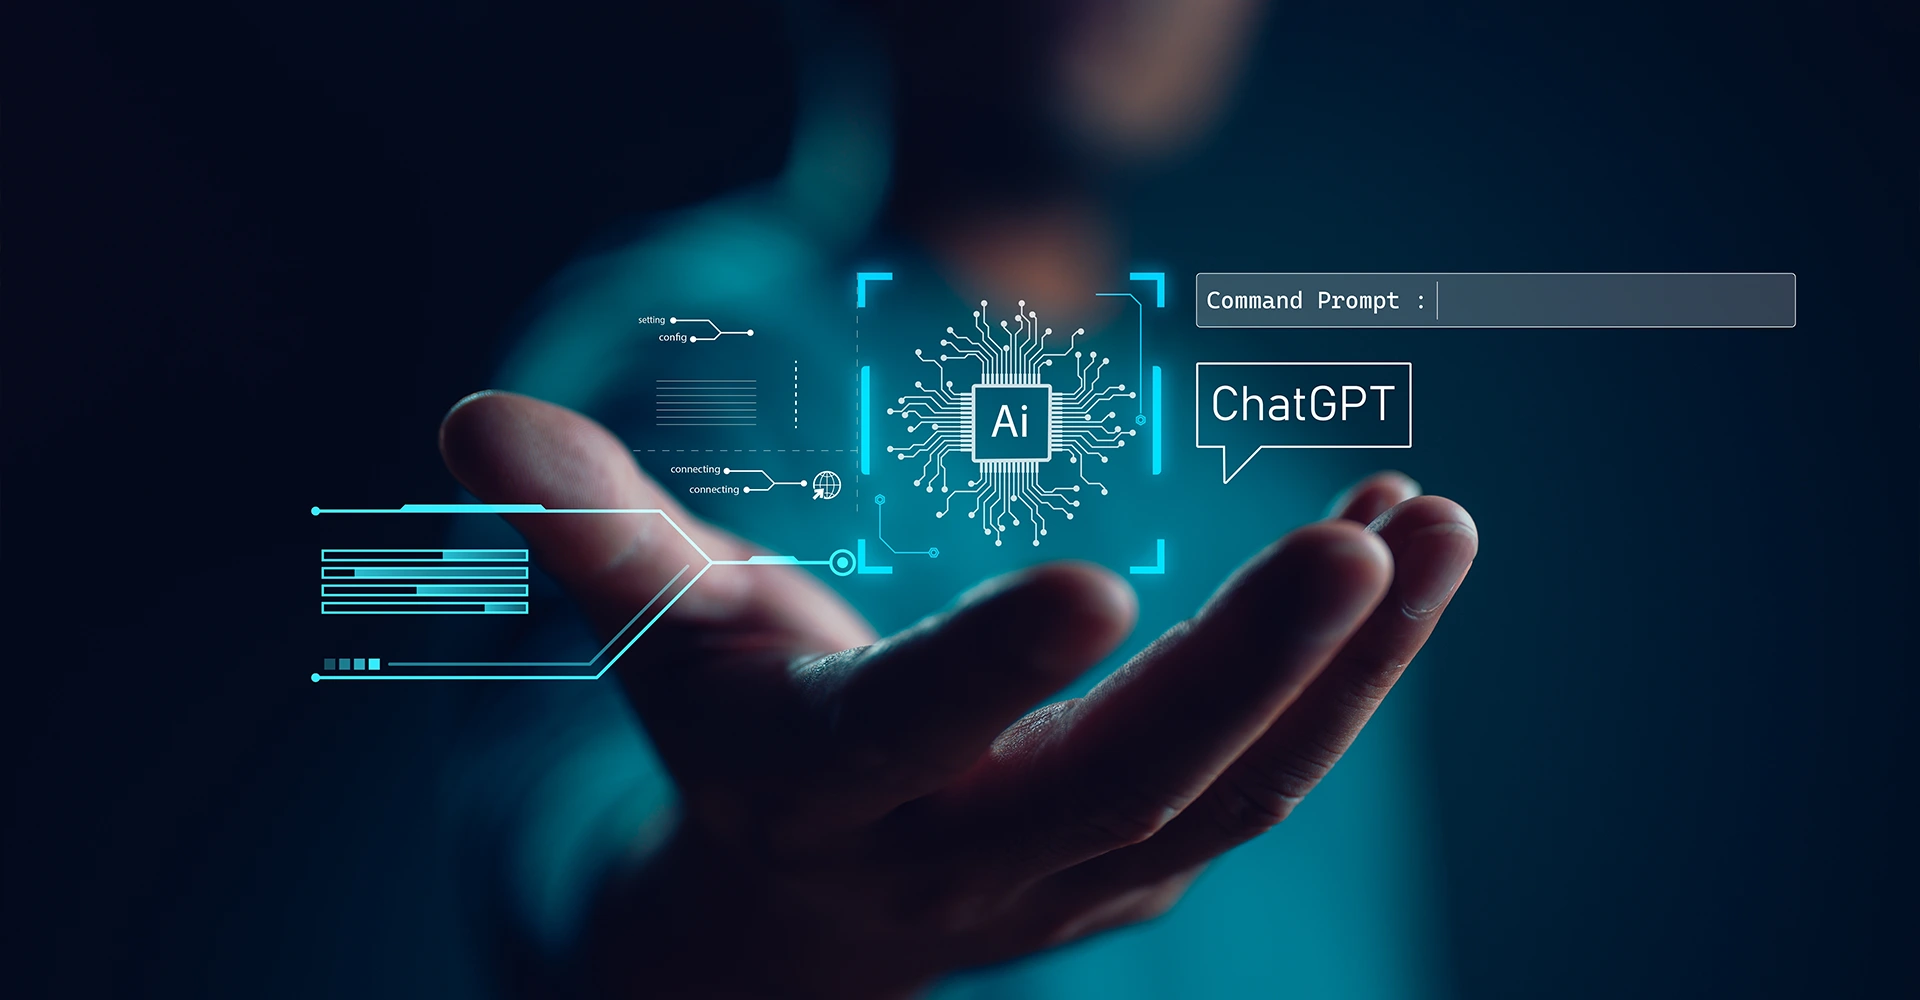 setting
config
connecting
connecting
Ai
Command Prompt :
ChatGPT